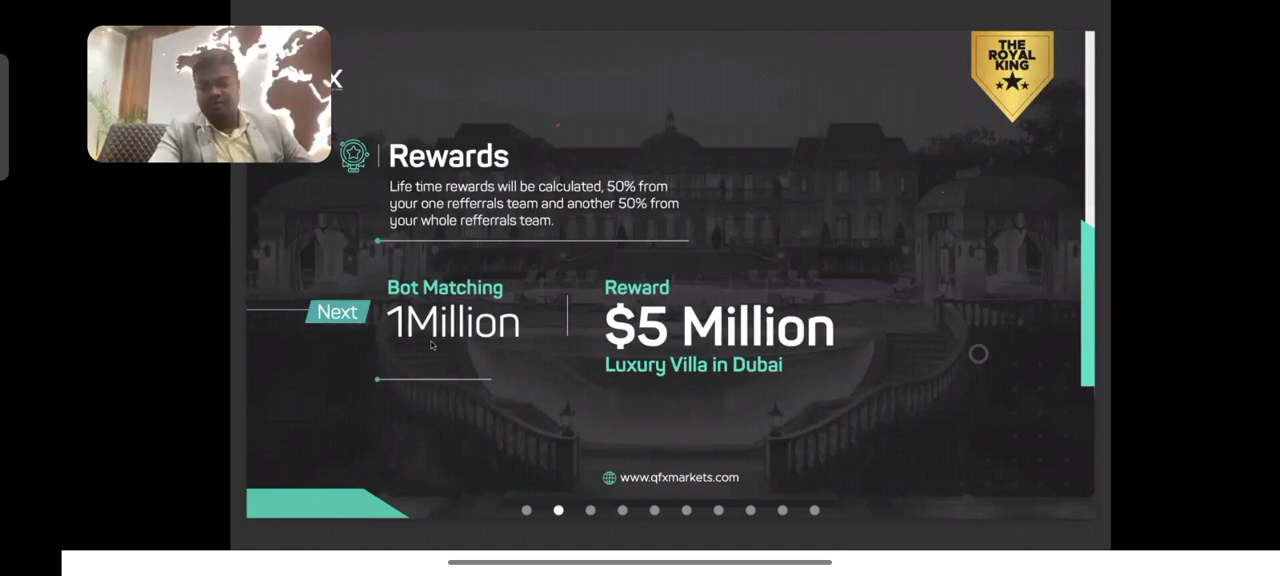 THE
ROYAL
KING
X
Rewards
Life time rewards will be calculated, 50% from
your one refferrals team and another 50% from
your whole refferrals team.
Bot Matching
Reward
Next
1Million
$5 Million
Luxury Villa in Dubai
www.qfxmarkets.com